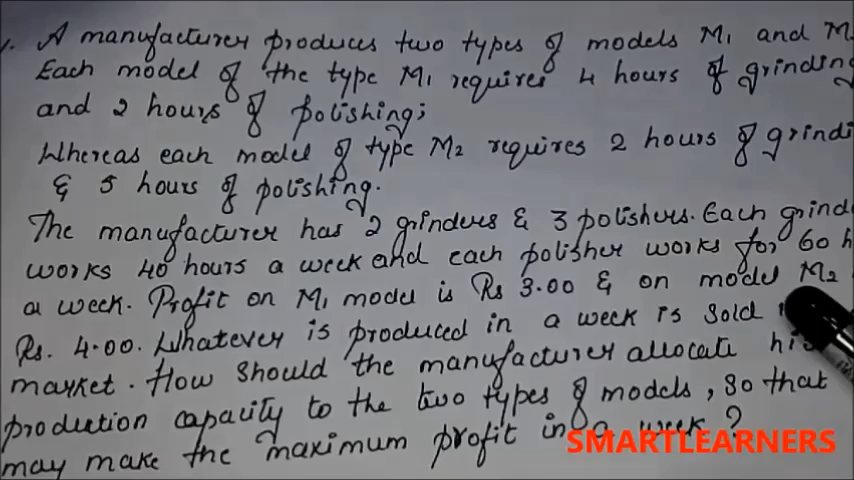 1. A manufacturer produces two types of models M1 and M
Each model of the type M1 requires 4 hours of grinding
and 2 hours of polishing;
Whereas each model of type M2 requires 2 hours of grindi
& 5 hours of polishing.
The manufacturer has 2 grinders & 3 polishers. Each grind
works 40 hours a week and each polisher works for 60 h
a week. Profit on M1 model is Rs 3.00 & on model M2
Rs. 4.00. Whatever is produced in a week is sold
market. How should the manufacturer allocate his
production capacity to the two types of models, so that
may make the maximum profit in a week?
SMARTLEARNERS